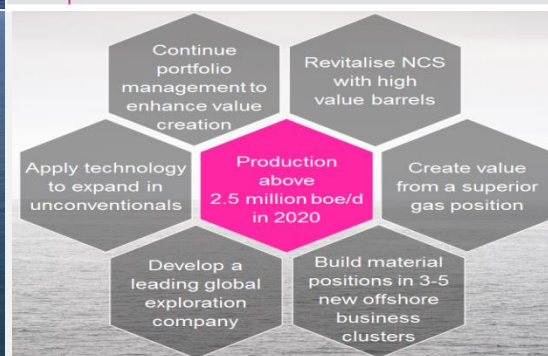 Continue
portfolio
management to
enhance value
creation
Revitalise NCS
with high
value barrels
Apply technology
to expand in
unconventionals
Production
above
2.5 million boe/d
in 2020
Create value
from a superior
gas position
Develop a
leading global
exploration
company
Build material
positions in 3-5
new offshore
business
clusters